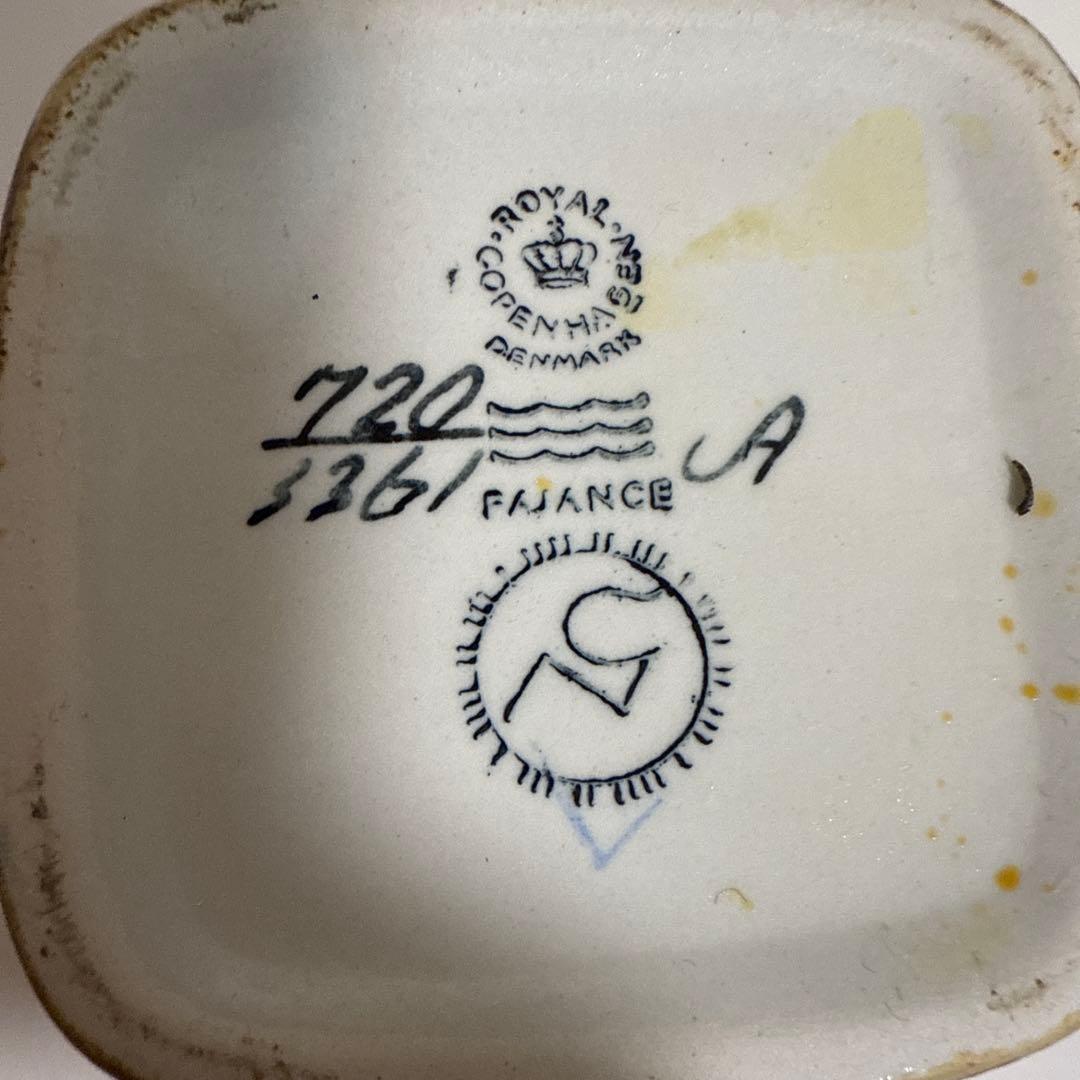 ROYAL COPENHAGEN
DENMARK
720 A
3361
FAJANCE